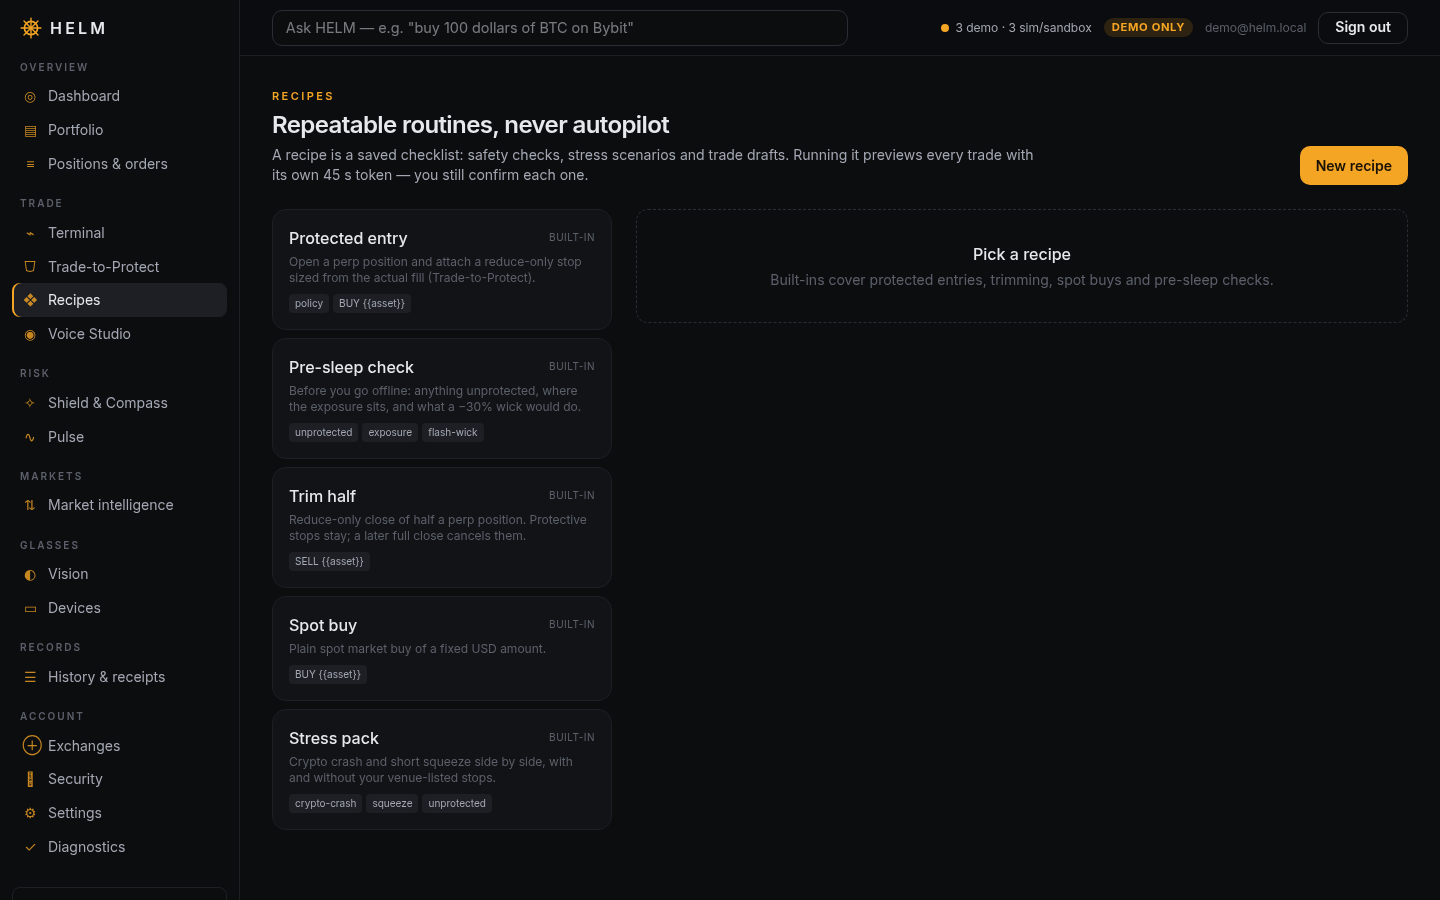 HELM
OVERVIEW
Dashboard
Portfolio
Positions & orders
TRADE
Terminal
Trade-to-Protect
Recipes
Voice Studio
RISK
Shield & Compass
Pulse
MARKETS
Market intelligence
GLASSES
Vision
Devices
RECORDS
History & receipts
ACCOUNT
Exchanges
Security
Settings
Diagnostics
Ask HELM — e.g. "buy 100 dollars of BTC on Bybit"
3 demo · 3 sim/sandbox
DEMO ONLY
demo@helm.local
Sign out
RECIPES
Repeatable routines, never autopilot
A recipe is a saved checklist: safety checks, stress scenarios and trade drafts. Running it previews every trade with
its own 45 s token — you still confirm each one.
New recipe
Protected entry
BUILT-IN
Open a perp position and attach a reduce-only stop
sized from the actual fill (Trade-to-Protect).
policy
BUY {{asset}}
Pre-sleep check
BUILT-IN
Before you go offline: anything unprotected, where
the exposure sits, and what a −30% wick would do.
unprotected
exposure
flash-wick
Trim half
BUILT-IN
Reduce-only close of half a perp position. Protective
stops stay; a later full close cancels them.
SELL {{asset}}
Spot buy
BUILT-IN
Plain spot market buy of a fixed USD amount.
BUY {{asset}}
Stress pack
BUILT-IN
Crypto crash and short squeeze side by side, with
and without your venue-listed stops.
crypto-crash
squeeze
unprotected
Pick a recipe
Built-ins cover protected entries, trimming, spot buys and pre-sleep checks.